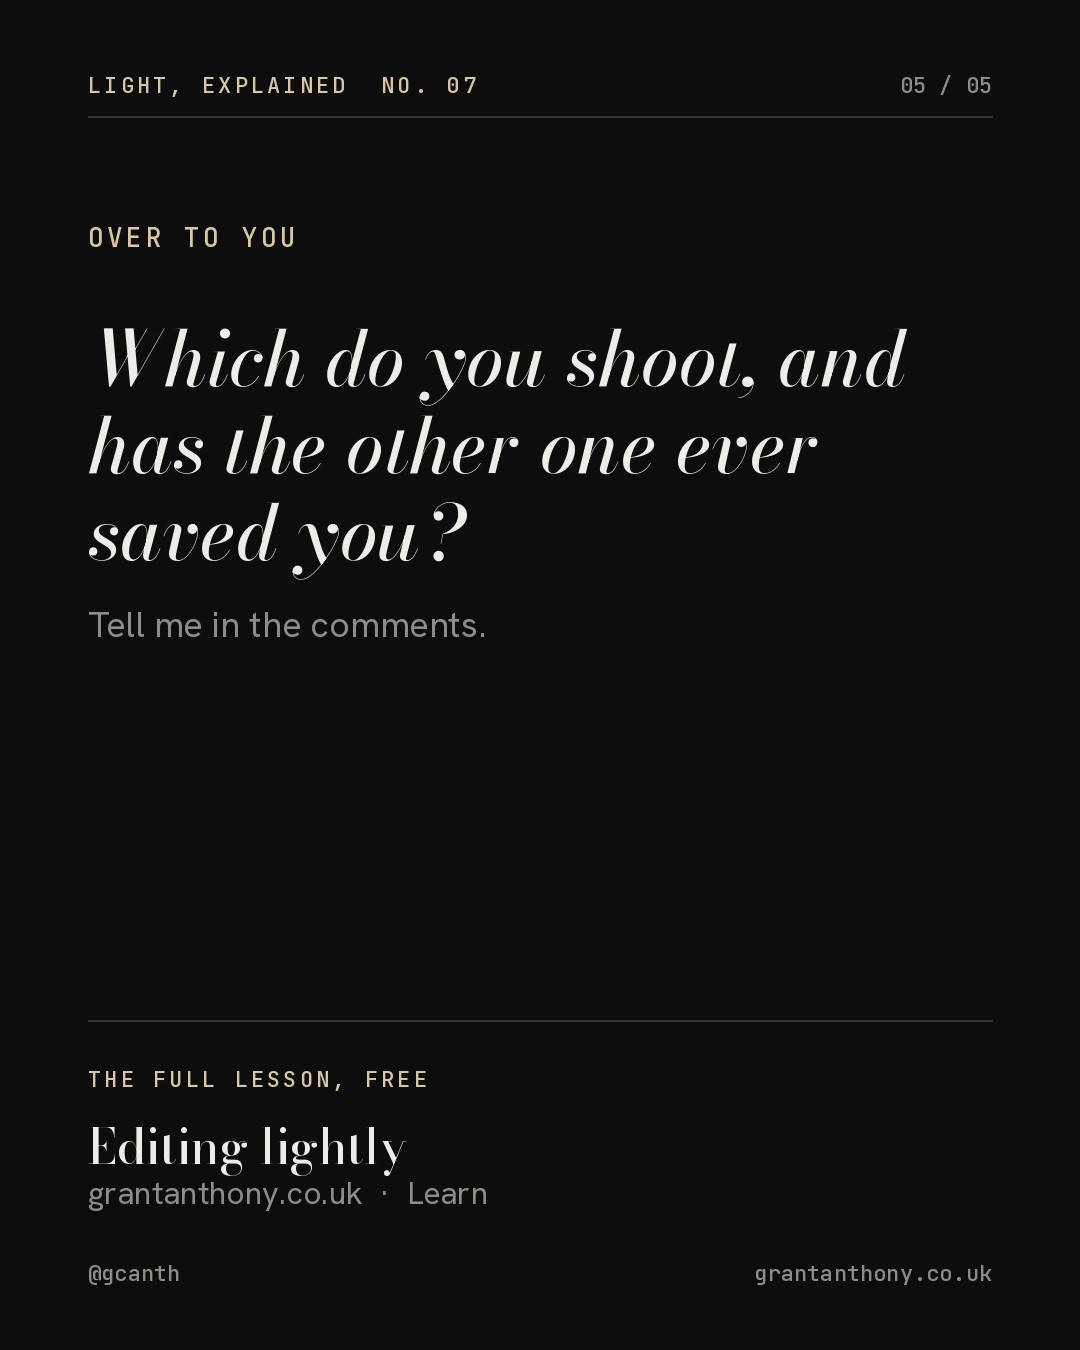 LIGHT, EXPLAINED NO. 07
05 / 05
OVER TO YOU
Which do you shoot, and
has the other one ever
saved you?
Tell me in the comments.
THE FULL LESSON, FREE
Editing lightly
grantanthony.co.uk · Learn
@gcanth
grantanthony.co.uk